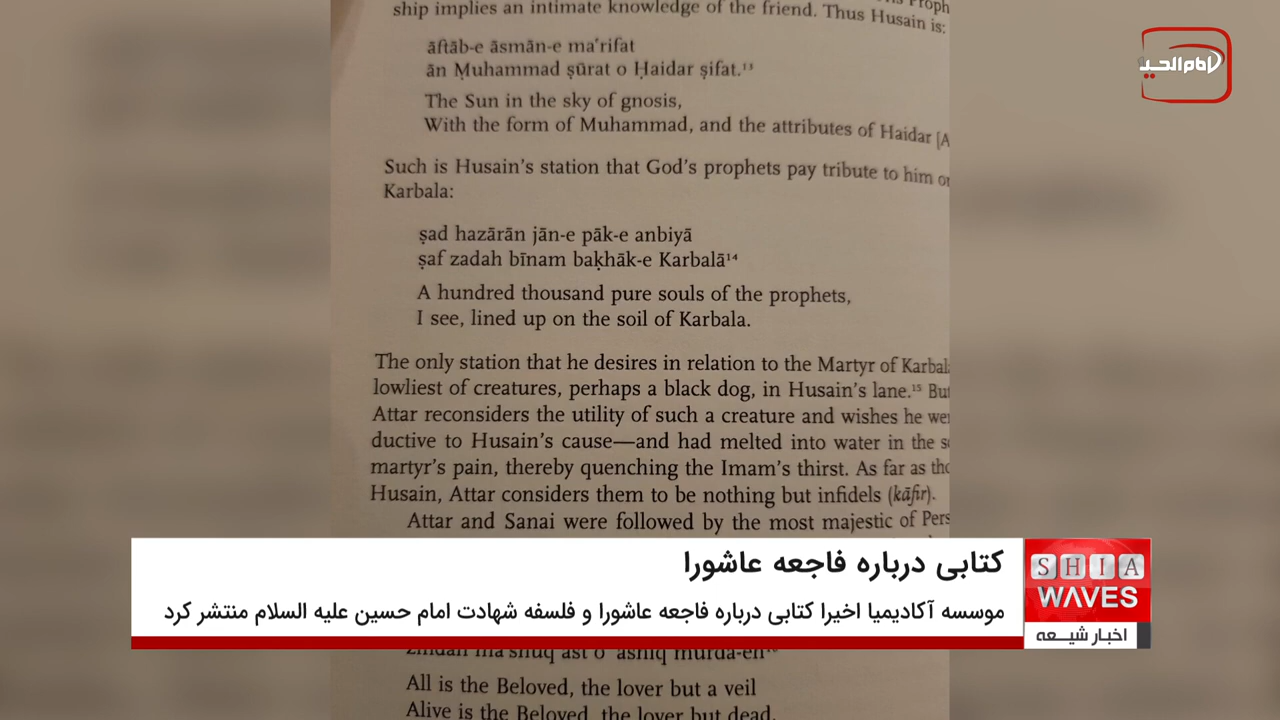 ship implies an intimate knowledge of the friend. Thus Husain is:
āftāb-e āsmān-e ma'rifat
ān Muḥammad ṣūrat o Ḥaidar ṣifat.¹³
The Sun in the sky of gnosis,
With the form of Muhammad, and the attributes of Haidar [A
Such is Husain's station that God's prophets pay tribute to him
Karbala:
ṣad hazārān jān-e pāk-e anbiyā
ṣaf zadah bīnam baḵhāk-e Karbalā¹⁴
A hundred thousand pure souls of the prophets,
I see, lined up on the soil of Karbala.
The only station that he desires in relation to the Martyr of Karbal
lowliest of creatures, perhaps a black dog, in Husain's lane.¹⁵ But
Attar reconsiders the utility of such a creature and wishes he we
ductive to Husain's cause—and had melted into water in the s
martyr's pain, thereby quenching the Imam's thirst. As far as tho
Husain, Attar considers them to be nothing but infidels (kāfir).
Attar and Sanai were followed by the most majestic of Pers
کتابی درباره فاجعه عاشورا
موسسه آکادیمیا اخیرا کتابی درباره فاجعه عاشورا و فلسفه شهادت امام حسین علیه السلام منتشر کرد
SHIA
WAVES
اخبار شیعه
All is the Beloved, the lover but a veil
Alive is the Beloved, the lover but dead.